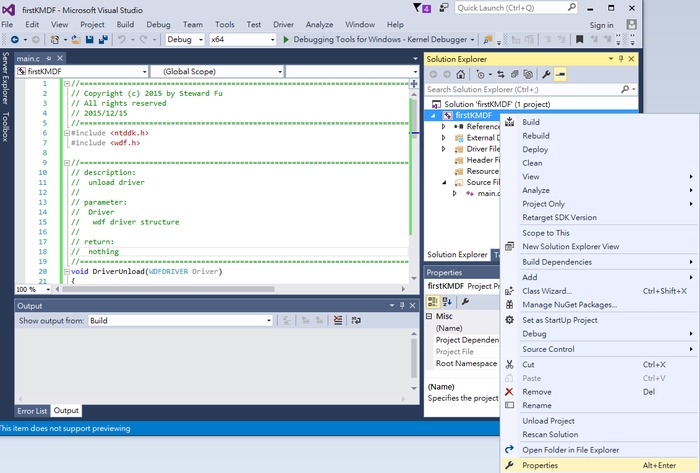 firstKMDF - Microsoft Visual Studio
4
Quick Launch (Ctrl+Q)
File Edit View Project Build Debug Team Tools Test Driver Analyze Window Help
Sign in
Debug x64 Debugging Tools for Windows - Kernel Debugger
Server Explorer
Toolbox
main.c
firstKMDF
(Global Scope)
1 //=====
2 // Copyright (c) 2015 by Steward Fu
3 // All rights reserved
4 // 2015/12/15
5 //=====
6 #include <ntddk.h>
7 #include <wdf.h>
8
9 //=====
10 // description:
11 // unload driver
12 //
13 // parameter:
14 // Driver
15 // wdf driver structure
16 //
17 // return:
18 // nothing
19 //=====
20 void DriverUnload(WDFDRIVER Driver)
21 {
100 %
Output
Show output from: Build
Error List Output
This item does not support previewing
Solution Explorer
Search Solution Explorer (Ctrl+;)
Solution 'firstKMDF' (1 project)
firstKMDF
Reference
External D
Driver File
Header Fi
Resource
Source Fi
main.c
Solution Explorer
Properties
firstKMDF Project Pr
Misc
(Name)
Project Dependenc
Project File
Root Namespace
(Name)
Specifies the project
Build
Rebuild
Deploy
Clean
View
Analyze
Project Only
Retarget SDK Version
Scope to This
New Solution Explorer View
Build Dependencies
Add
Class Wizard... Ctrl+Shift+X
Manage NuGet Packages...
Set as StartUp Project
Debug
Source Control
Cut Ctrl+X
Paste Ctrl+V
Remove Del
Rename
Unload Project
Rescan Solution
Open Folder in File Explorer
Properties Alt+Enter